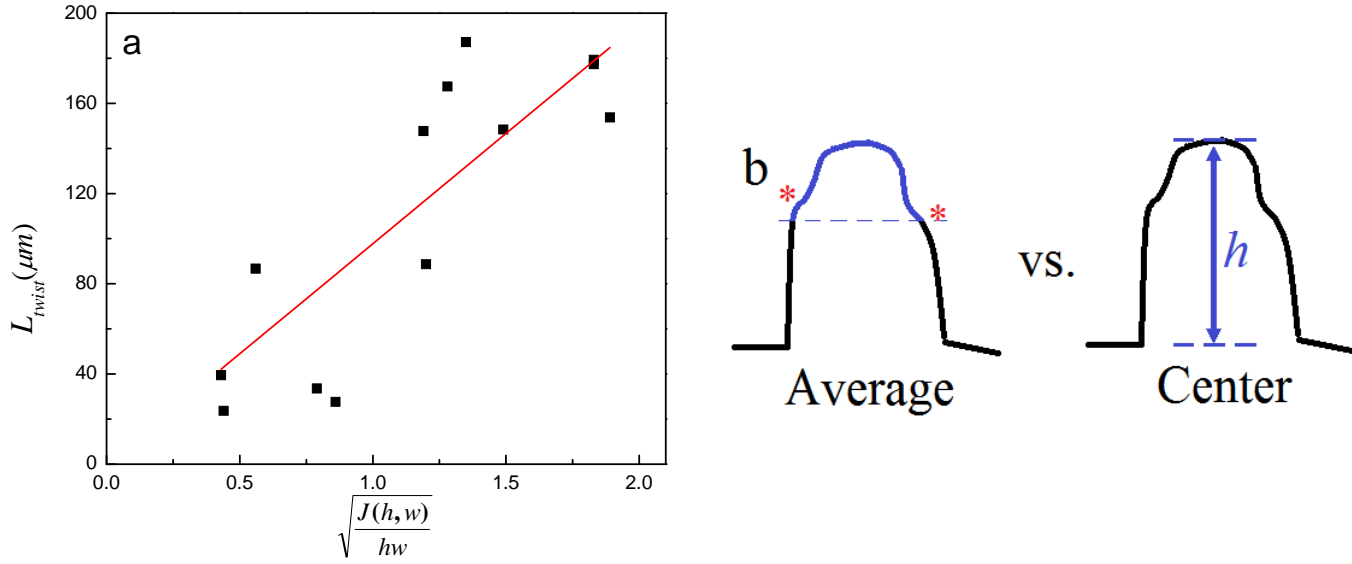 a
200
160
120
80
40
0
L_twist(μm)
0.0 0.5 1.0 1.5 2.0
√(J(h, w)/hw)
b
* *
Average
vs.
h
Center